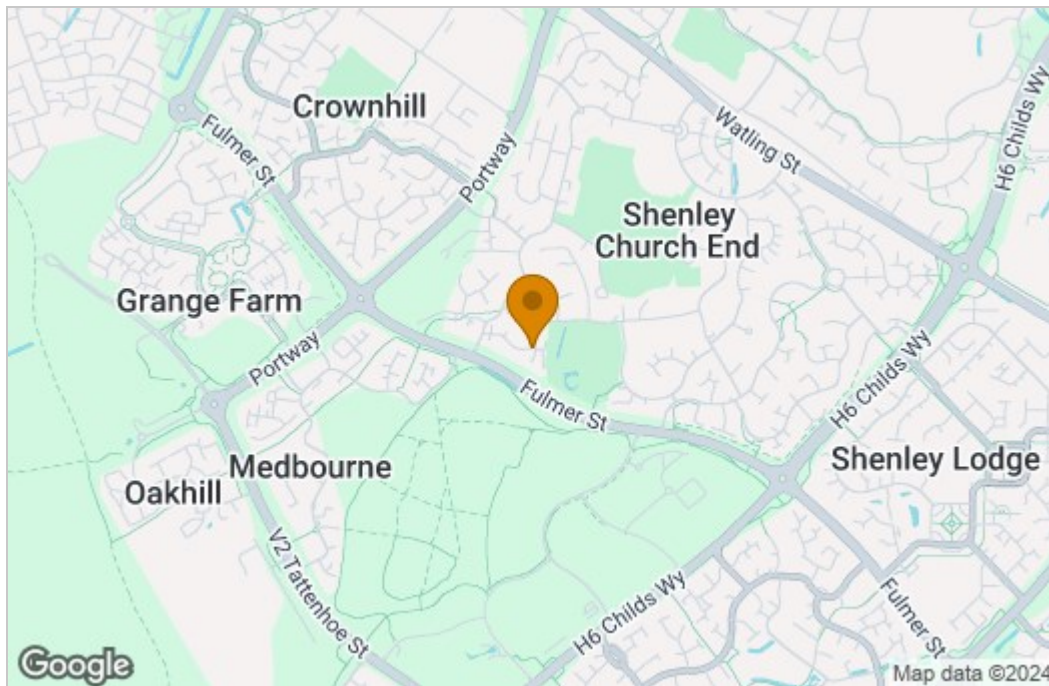 Crownhill
Fulmer St
Portway
Watling St
H6 Childs Wy
Shenley
Church End
Grange Farm
Portway
Fulmer St
H6 Childs Wy
Medbourne
Oakhill
Shenley Lodge
V2 Tattenhoe St
H6 Childs Wy
Fulmer St
Google
Map data ©2024